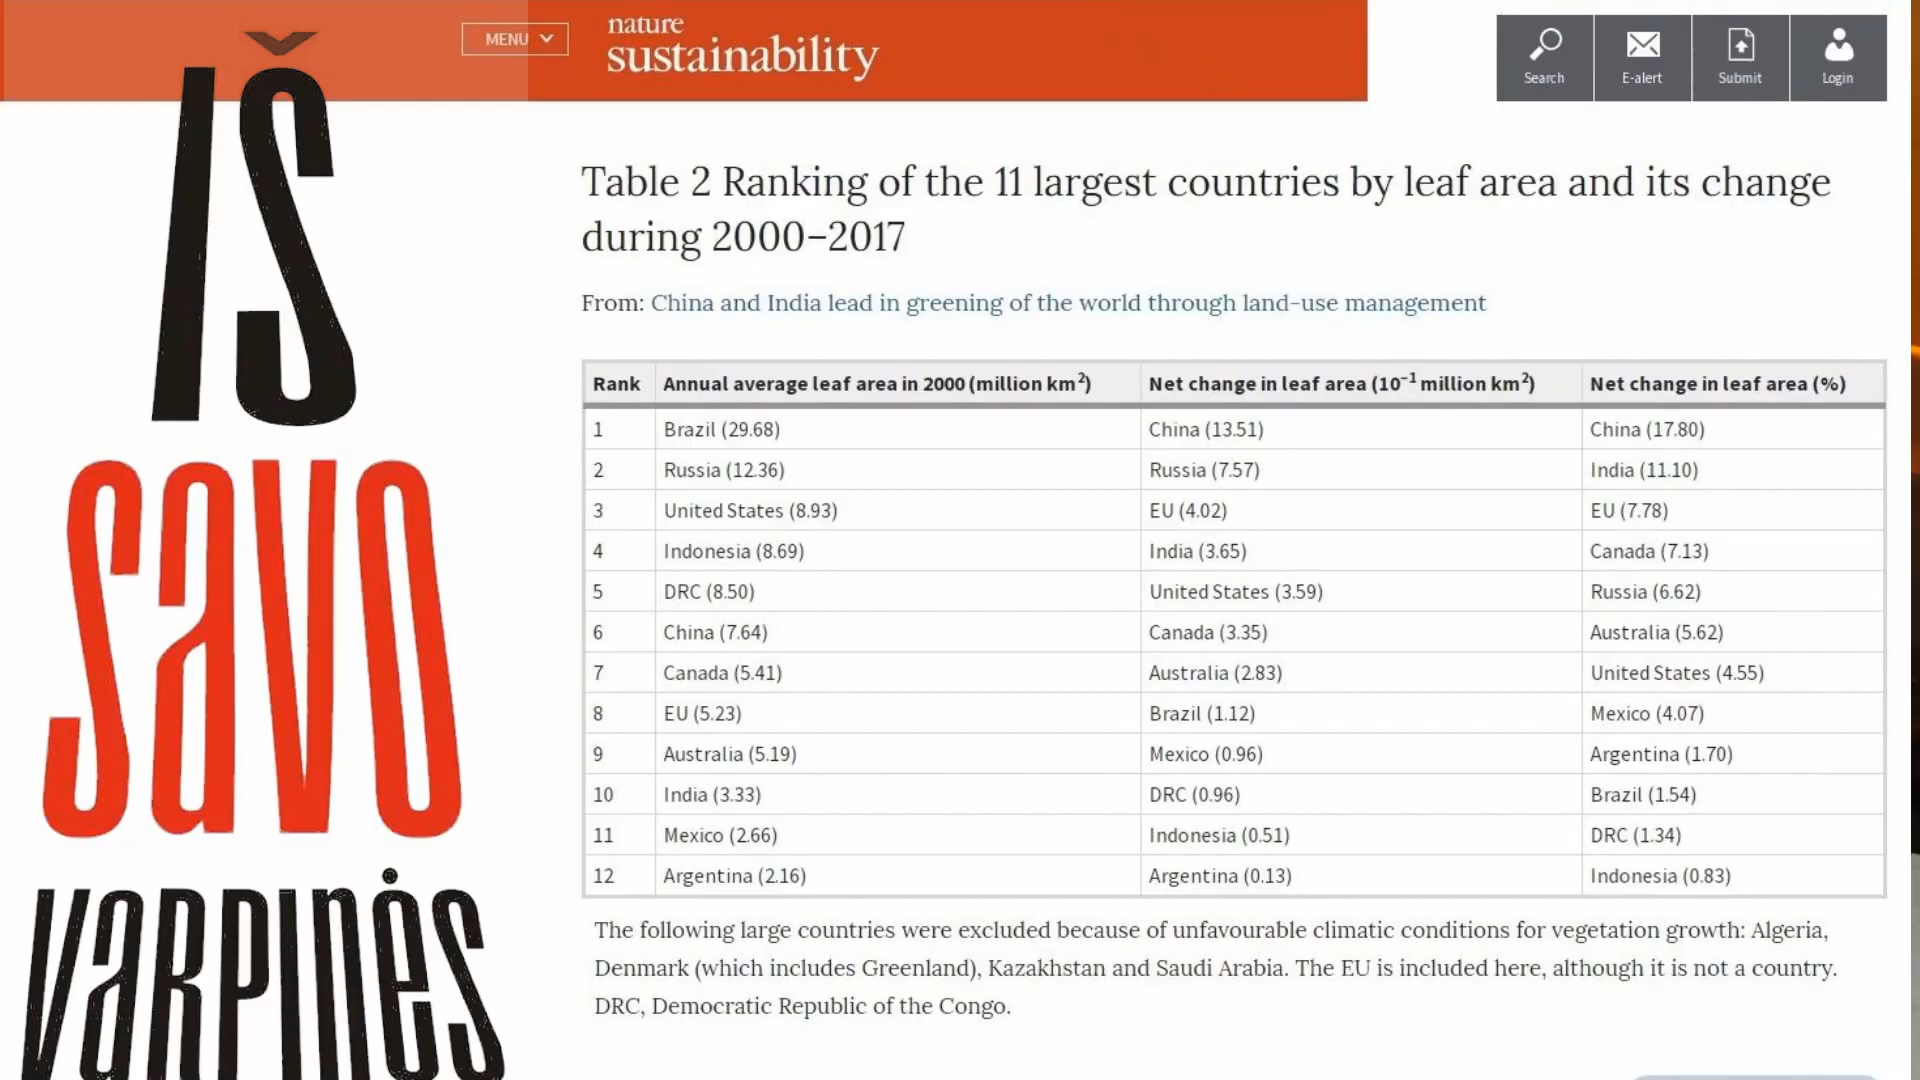 IŠ
savo
varpinės
MENU
nature
sustainability
Search
E-alert
Submit
Login
Table 2 Ranking of the 11 largest countries by leaf area and its change
during 2000–2017
From: China and India lead in greening of the world through land-use management
Rank Annual average leaf area in 2000 (million km²) Net change in leaf area (10⁻¹ million km²) Net change in leaf area (%)
1 Brazil (29.68) China (13.51) China (17.80)
2 Russia (12.36) Russia (7.57) India (11.10)
3 United States (8.93) EU (4.02) EU (7.78)
4 Indonesia (8.69) India (3.65) Canada (7.13)
5 DRC (8.50) United States (3.59) Russia (6.62)
6 China (7.64) Canada (3.35) Australia (5.62)
7 Canada (5.41) Australia (2.83) United States (4.55)
8 EU (5.23) Brazil (1.12) Mexico (4.07)
9 Australia (5.19) Mexico (0.96) Argentina (1.70)
10 India (3.33) DRC (0.96) Brazil (1.54)
11 Mexico (2.66) Indonesia (0.51) DRC (1.34)
12 Argentina (2.16) Argentina (0.13) Indonesia (0.83)
The following large countries were excluded because of unfavourable climatic conditions for vegetation growth: Algeria,
Denmark (which includes Greenland), Kazakhstan and Saudi Arabia. The EU is included here, although it is not a country.
DRC, Democratic Republic of the Congo.